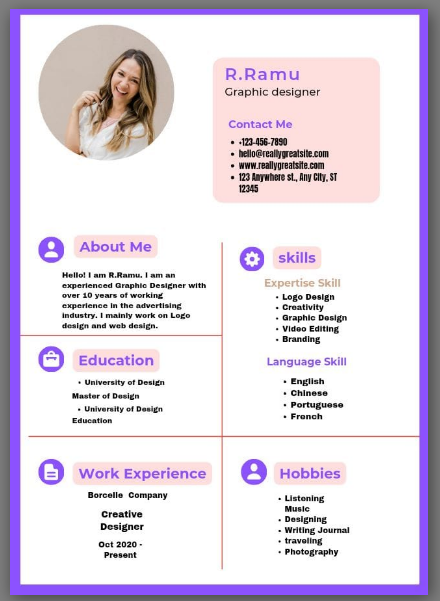 R.Ramu
Graphic designer
Contact Me
• +123-456-7890
• hello@reallygreatsite.com
• www.reallygreatsite.com
• 123 Anywhere st., Any City, ST
12345
About Me
Hello! I am R.Ramu. I am an
experienced Graphic Designer with
over 10 years of working
experience in the advertising
industry. I mainly work on Logo
design and web design.
Education
• University of Design
Master of Design
• University of Design
Education
skills
Expertise Skill
• Logo Design
• Creativity
• Graphic Design
• Video Editing
• Branding
Language Skill
• English
• Chinese
• Portuguese
• French
Work Experience
Borcelle Company
Creative
Designer
Oct 2020 -
Present
Hobbies
• Listening
Music
• Designing
• Writing Journal
• traveling
• Photography